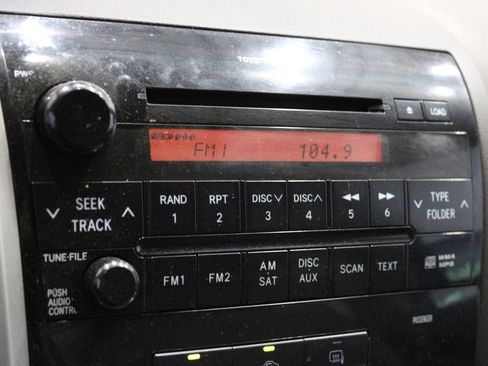 TOYOTA
PWR
LOAD
FM1 104.9
SEEK TRACK
RAND 1
RPT 2
DISC 3
DISC 4
5
6
TYPE FOLDER
TUNE·FILE
PUSH AUDIO CONTROL
FM1
FM2
AM SAT
DISC AUX
SCAN
TEXT
WMA
MP3
PASSENGER